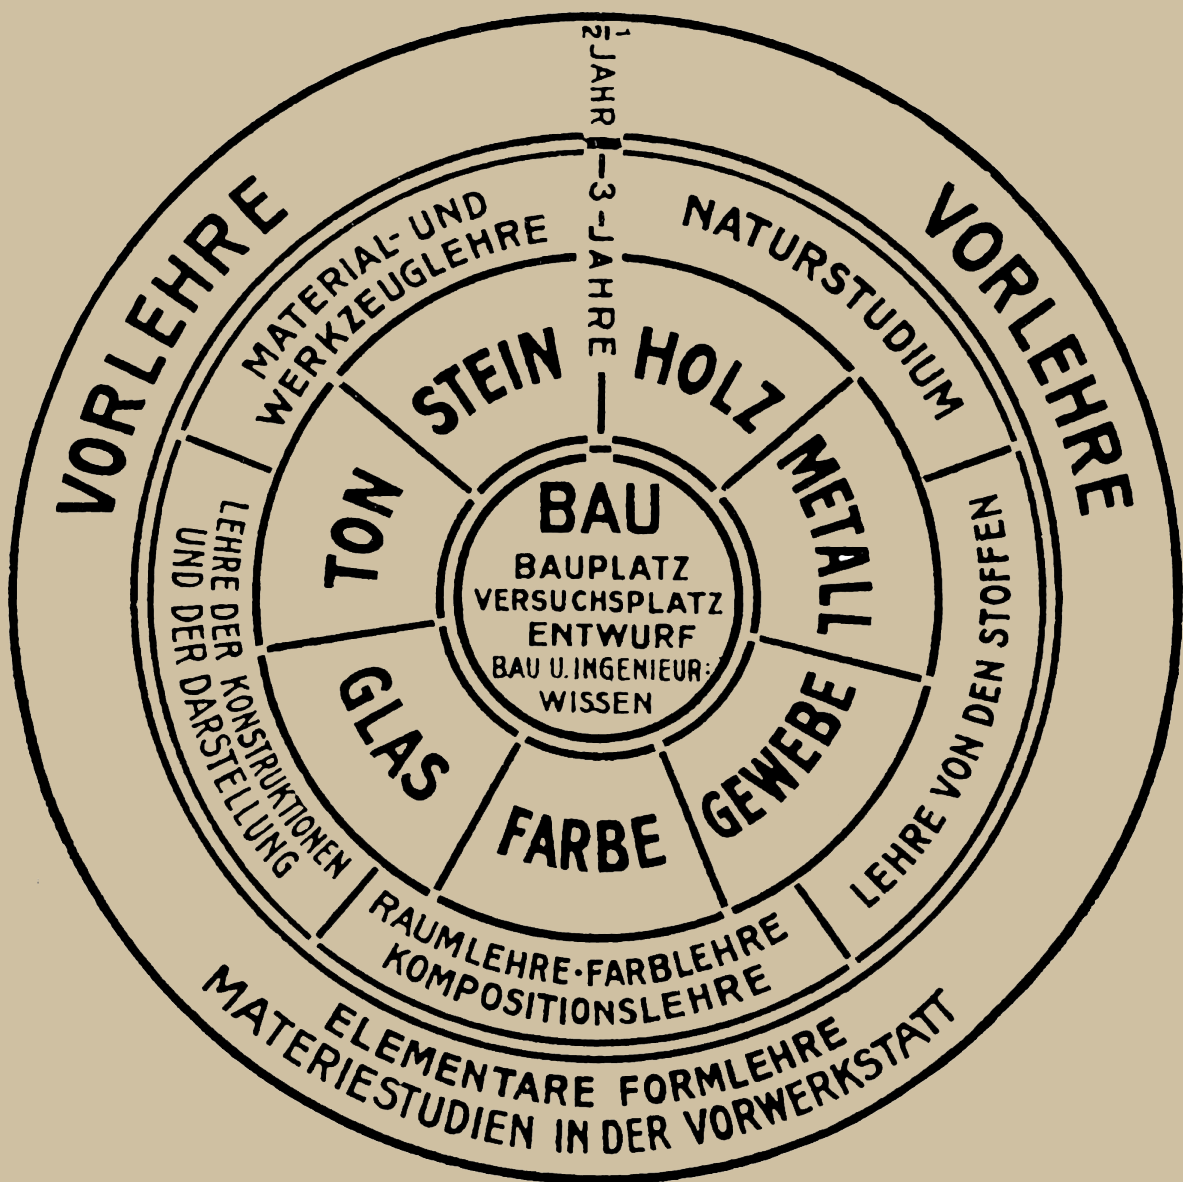 ½ JAHR
3-JAHRE
VORLEHRE
VORLEHRE
ELEMENTARE FORMLEHRE
MATERIESTUDIEN IN DER VORWERKSTATT
MATERIAL- UND
WERKZEUGLEHRE
NATURSTUDIUM
LEHRE VON DEN STOFFEN
RAUMLEHRE·FARBLEHRE
KOMPOSITIONSLEHRE
LEHRE DER KONSTRUKTIONEN
UND DER DARSTELLUNG
STEIN
HOLZ
METALL
GEWEBE
FARBE
GLAS
TON
BAU
BAUPLATZ
VERSUCHSPLATZ
ENTWURF
BAU U. INGENIEUR:
WISSEN